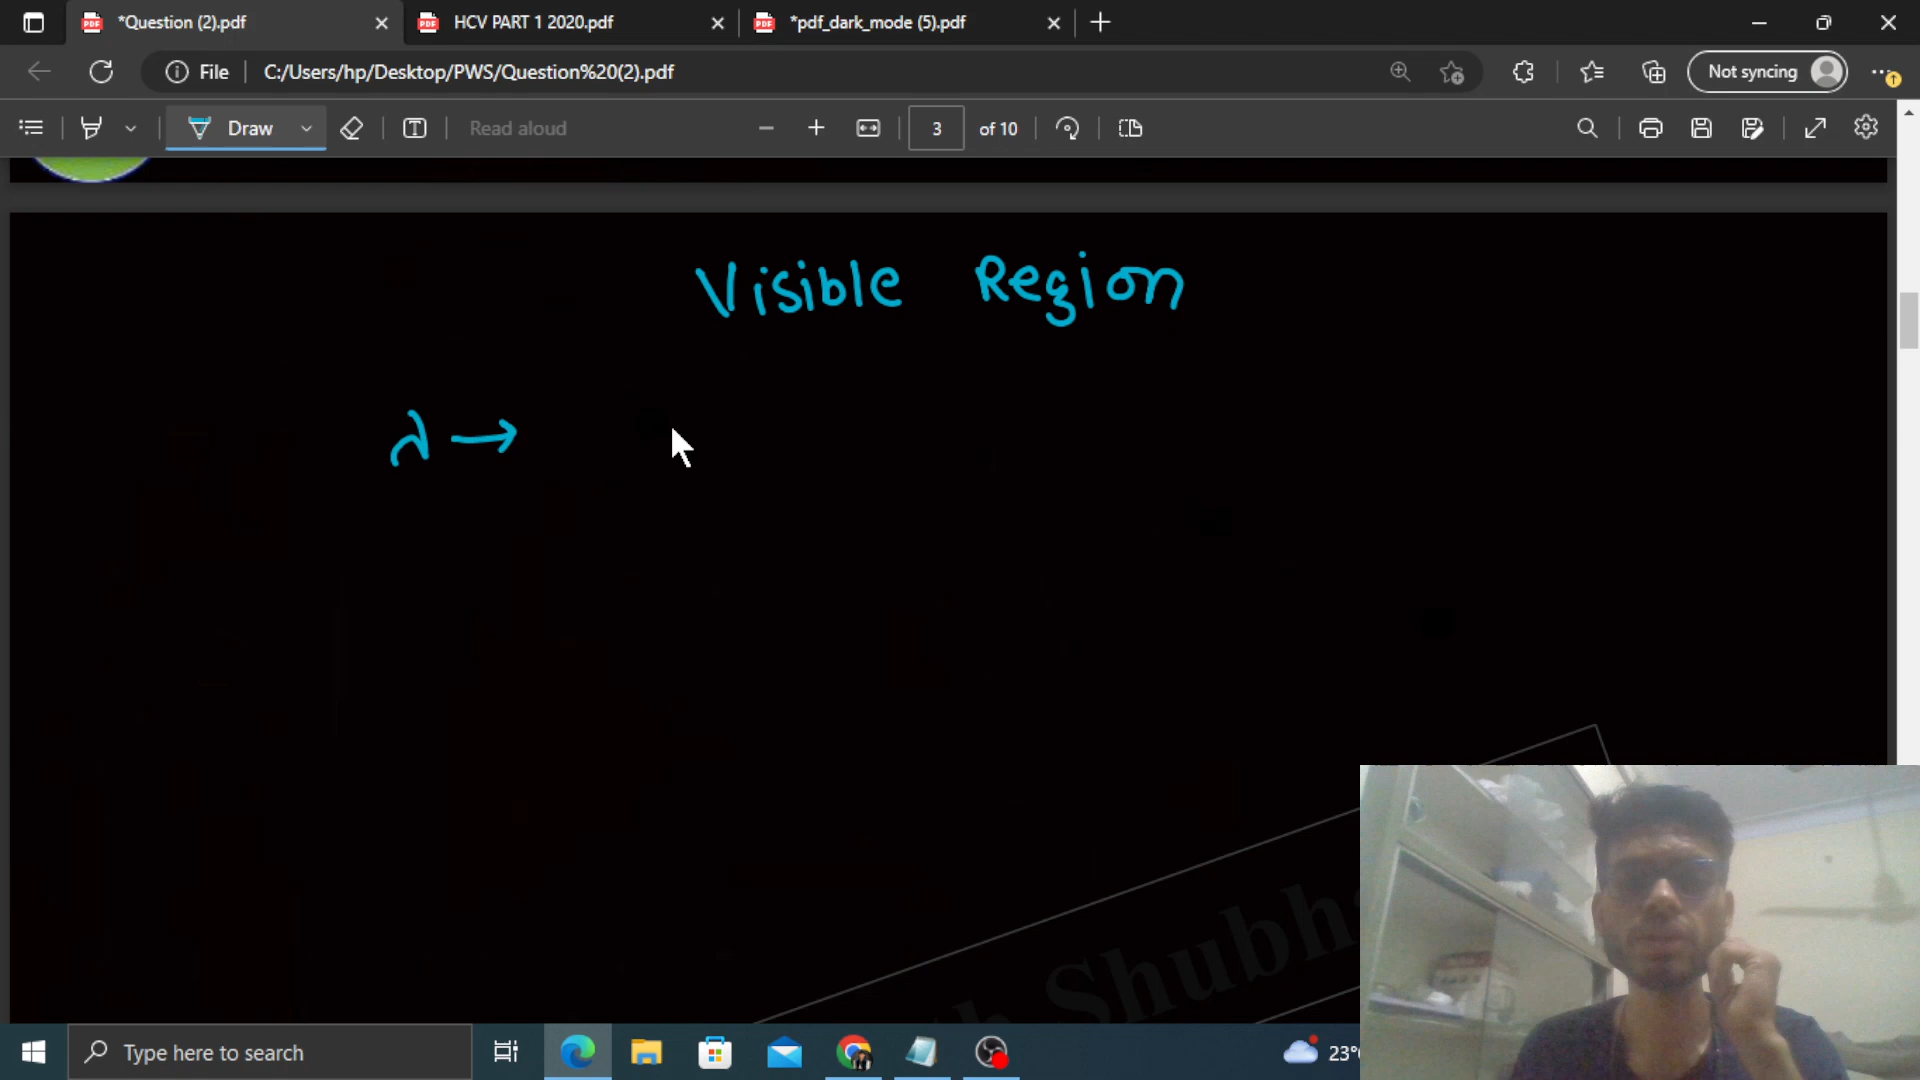 *Question (2).pdf
HCV PART 1 2020.pdf
*pdf_dark_mode (5).pdf
File
C:/Users/hp/Desktop/PWS/Question%20(2).pdf
Not syncing
Draw
Read aloud
3 of 10
Visible Region
λ →
Shubha
Type here to search
23°